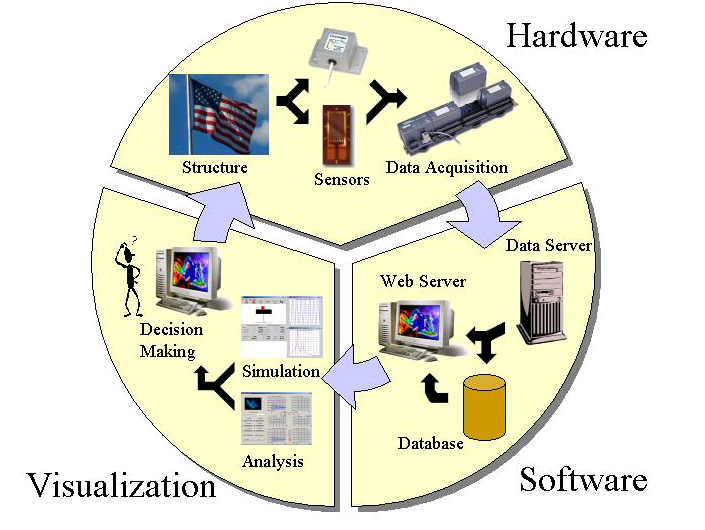 Hardware
Structure
Sensors
Data Acquisition
Data Server
Web Server
Database
Software
Decision
Making
Simulation
Analysis
Visualization
?